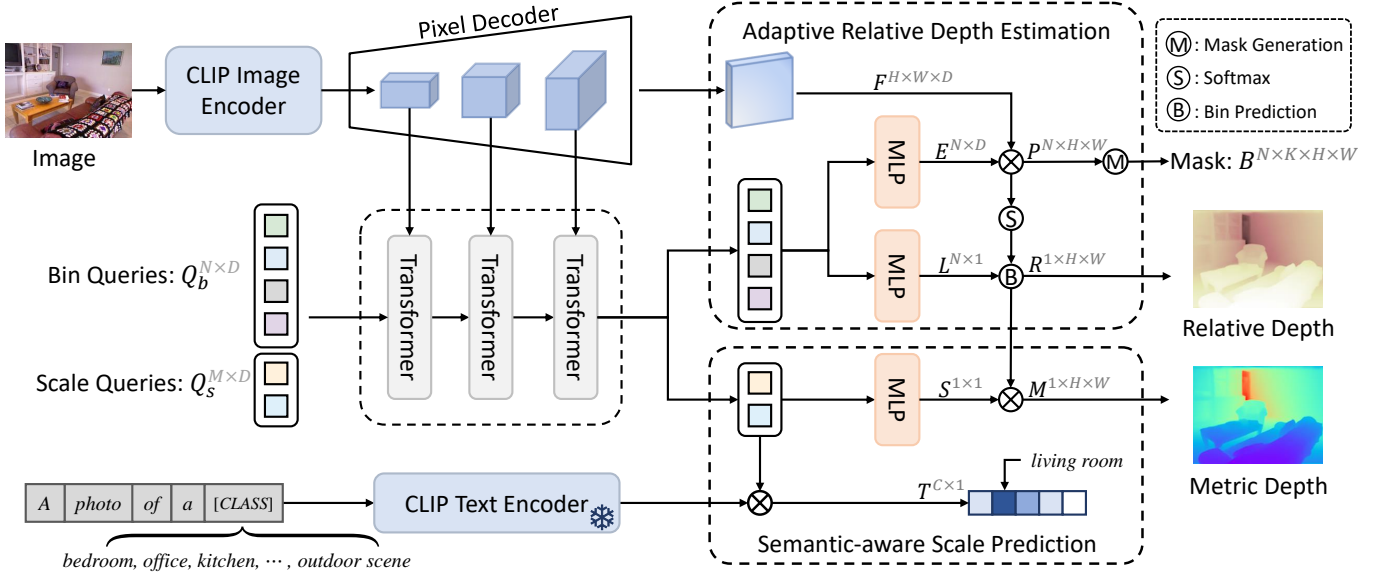 Pixel Decoder
CLIP Image
Encoder
Image
Adaptive Relative Depth Estimation
F^{H×W×D}
MLP
E^{N×D}
P^{N×H×W}
M
Mask: B^{N×K×H×W}
S
MLP
L^{N×1}
B
R^{1×H×W}
Relative Depth
M : Mask Generation
S : Softmax
B : Bin Prediction
Bin Queries: Q_b^{N×D}
Scale Queries: Q_s^{M×D}
Transformer
Transformer
Transformer
MLP
S^{1×1}
M^{1×H×W}
Metric Depth
living room
T^{C×1}
Semantic-aware Scale Prediction
A photo of a [CLASS]
CLIP Text Encoder
bedroom, office, kitchen, ⋯ , outdoor scene